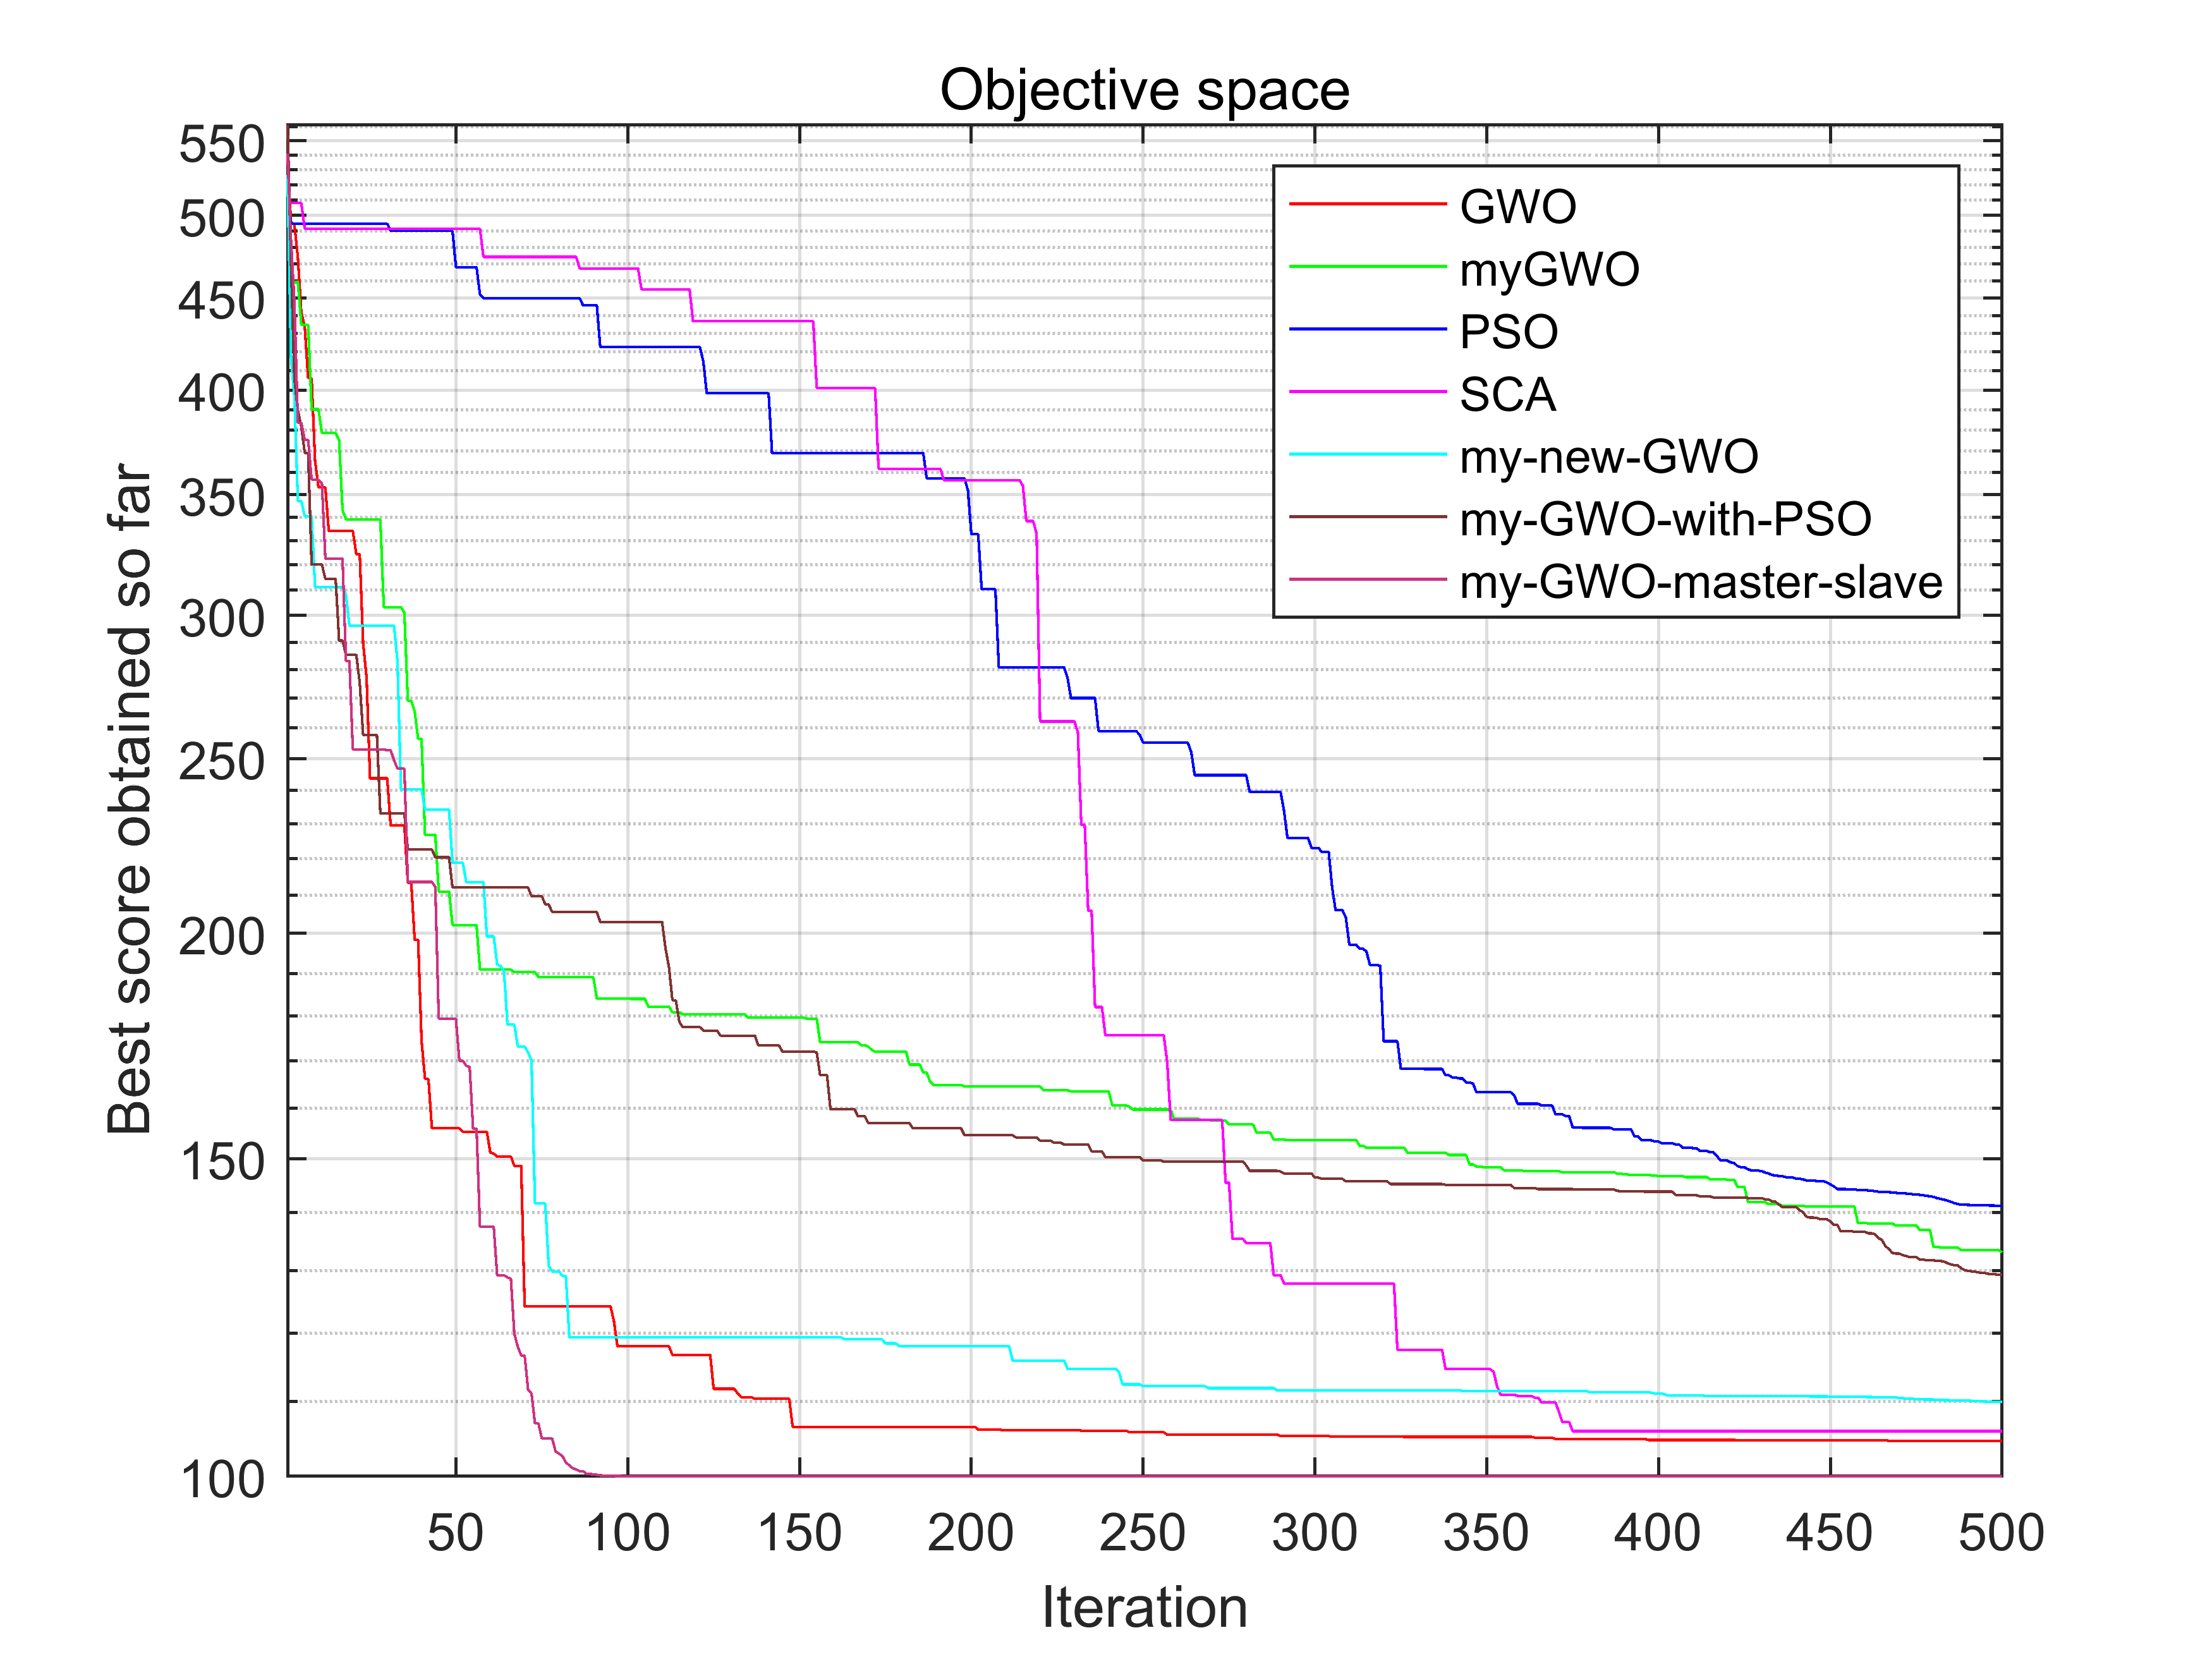 Objective space
550
500
450
400
350
300
250
200
150
100
Best score obtained so far
GWO
myGWO
PSO
SCA
my-new-GWO
my-GWO-with-PSO
my-GWO-master-slave
50 100 150 200 250 300 350 400 450 500
Iteration